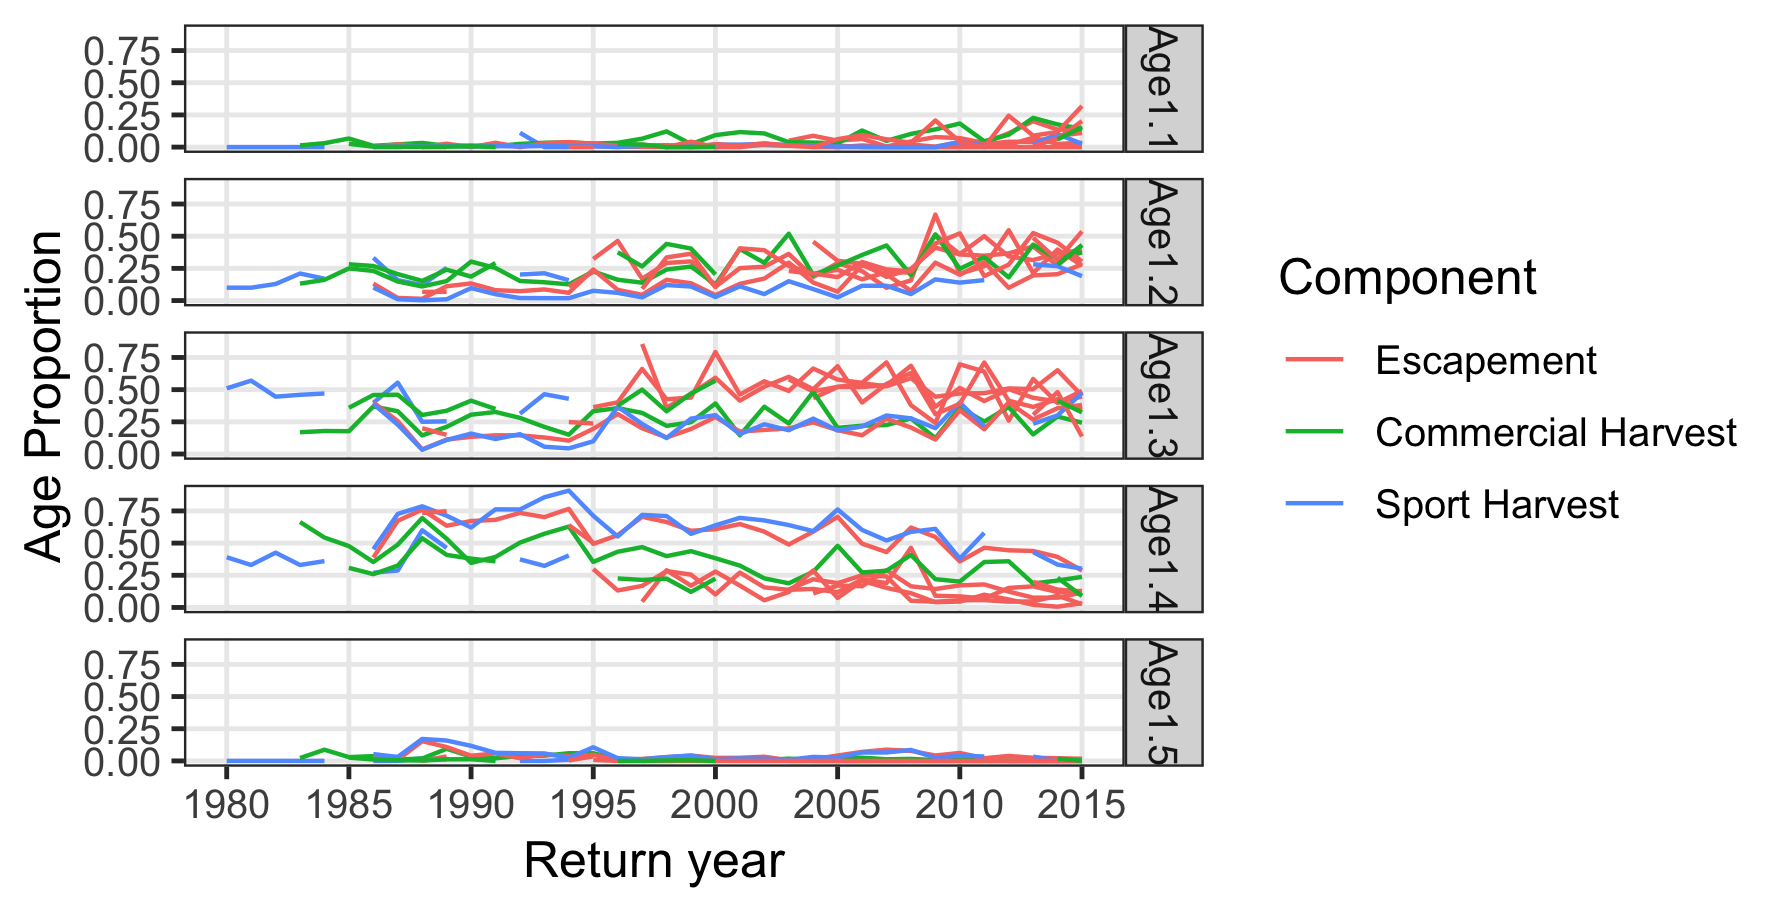 Age Proportion
0.75
0.50
0.25
0.00
Age1.1
0.75
0.50
0.25
0.00
Age1.2
0.75
0.50
0.25
0.00
Age1.3
0.75
0.50
0.25
0.00
Age1.4
0.75
0.50
0.25
0.00
Age1.5
1980 1985 1990 1995 2000 2005 2010 2015
Return year
Component
Escapement
Commercial Harvest
Sport Harvest